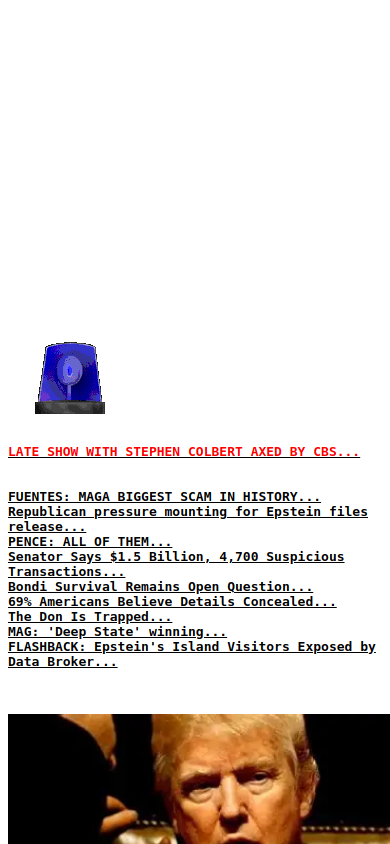 LATE SHOW WITH STEPHEN COLBERT AXED BY CBS...
FUENTES: MAGA BIGGEST SCAM IN HISTORY...
Republican pressure mounting for Epstein files
release...
PENCE: ALL OF THEM...
Senator Says $1.5 Billion, 4,700 Suspicious
Transactions...
Bondi Survival Remains Open Question...
69% Americans Believe Details Concealed...
The Don Is Trapped...
MAG: 'Deep State' winning...
FLASHBACK: Epstein's Island Visitors Exposed by
Data Broker...